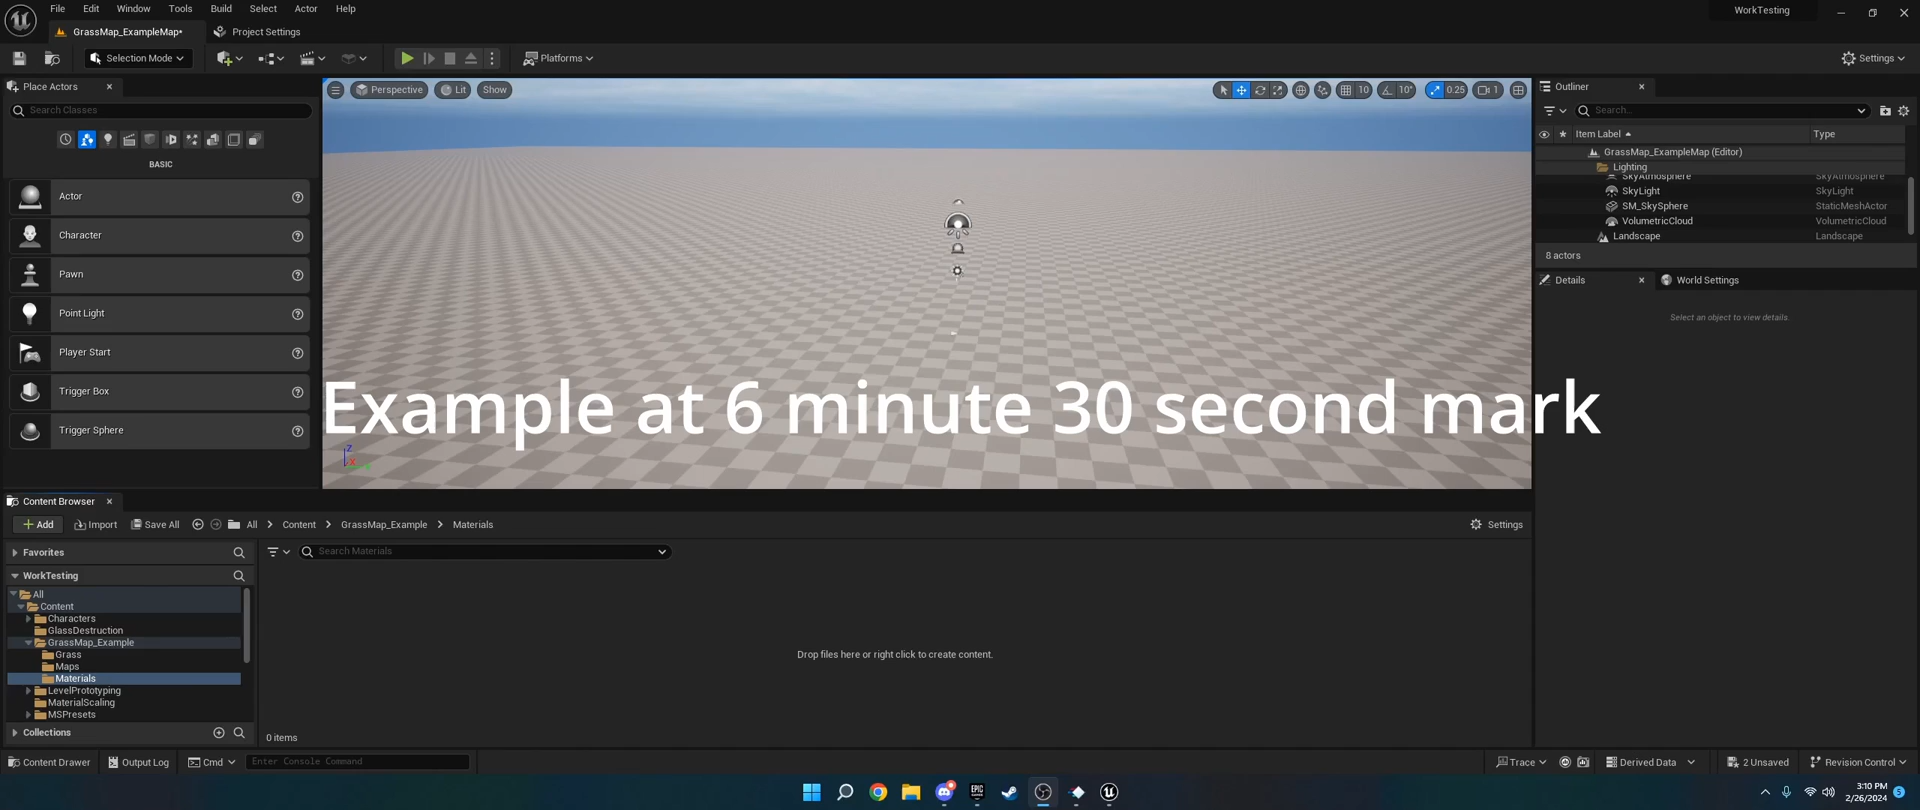 File Edit Window Tools Build Select Actor Help
WorkTesting
GrassMap_ExampleMap•
Project Settings
Selection Mode
Platforms
Settings
Place Actors
Search Classes
BASIC
Actor
Character
Pawn
Point Light
Player Start
Trigger Box
Trigger Sphere
Perspective Lit Show
10 10° 0.25 1
Example at 6 minute 30 second mark
Z
X
Outliner
Search...
Item Label Type
GrassMap_ExampleMap (Editor)
Lighting
SkyAtmosphere SkyAtmosphere
SkyLight SkyLight
SM_SkySphere StaticMeshActor
VolumetricCloud VolumetricCloud
Landscape Landscape
8 actors
Details
World Settings
Select an object to view details.
Content Browser
Add Import Save All All > Content > GrassMap_Example > Materials
Settings
Favorites
WorkTesting
All
Content
Characters
GlassDestruction
GrassMap_Example
Grass
Maps
Materials
LevelPrototyping
MaterialScaling
MSPresets
Collections
Search Materials
Drop files here or right click to create content.
0 items
Content Drawer Output Log Cmd Enter Console Command
Trace Derived Data 2 Unsaved Revision Control
EPIC
3:10 PM
2/26/2024
5